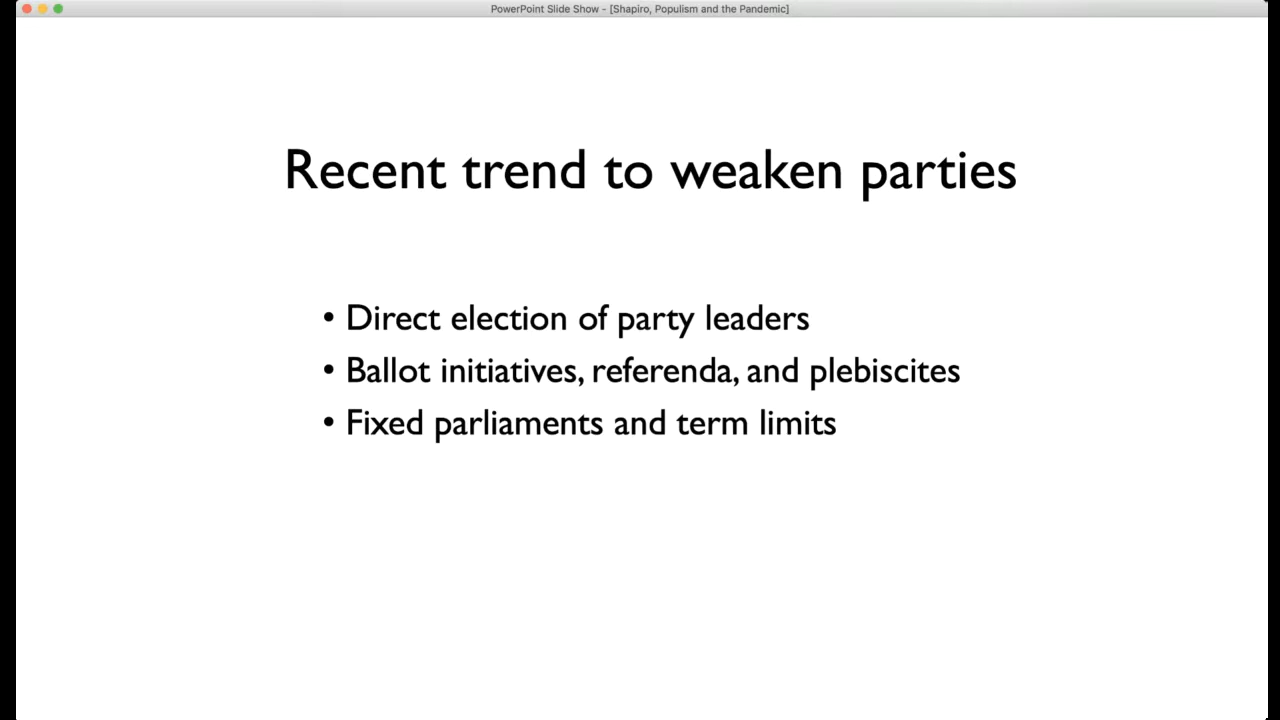 PowerPoint Slide Show - [Shapiro, Populism and the Pandemic]
Recent trend to weaken parties
• Direct election of party leaders
• Ballot initiatives, referenda, and plebiscites
• Fixed parliaments and term limits